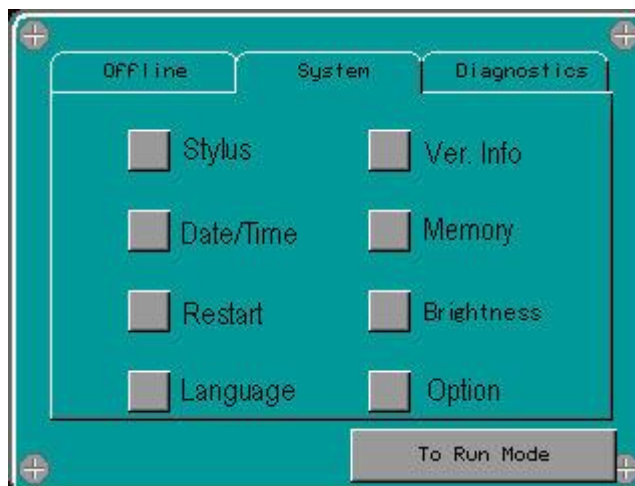 Offline System Diagnostics
Stylus Ver. Info
Date/Time Memory
Restart Brightness
Language Option
To Run Mode